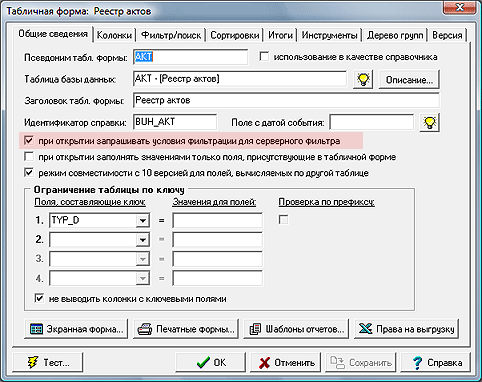 Табличная форма: Реестр актов
Общие сведения Колонки Фильтр/поиск Сортировки Итоги Инструменты Дерево групп Версия
Псевдоним табл. формы: АКТ использование в качестве справочника
Таблица базы данных: АКТ - [Реестр актов] Описание...
Заголовок табл. формы: Реестр актов
Идентификатор справки: BUH_AKT Поле с датой события:
при открытии запрашивать условия фильтрации для серверного фильтра
при открытии заполнять значениями только поля, присутствующие в табличной форме
режим совместимости с 10 версией для полей, вычисляемых по другой таблице
Ограничение таблицы по ключу
Поля, составляющие ключ: Значения для полей: Проверка по префиксу:
1. TYP_D =
2. =
3. =
4. =
не выводить колонки с ключевыми полями
Экранная форма... Печатные формы... Шаблоны отчетов... Права на выгрузку
Тест... ОК Отменить Сохранить ? Справка